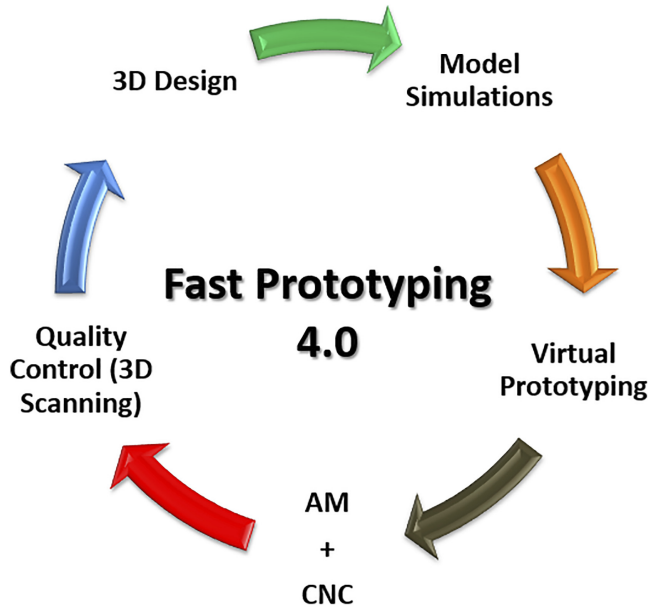 3D Design
Model
Simulations
Fast Prototyping
4.0
Virtual
Prototyping
AM
+
CNC
Quality
Control (3D
Scanning)